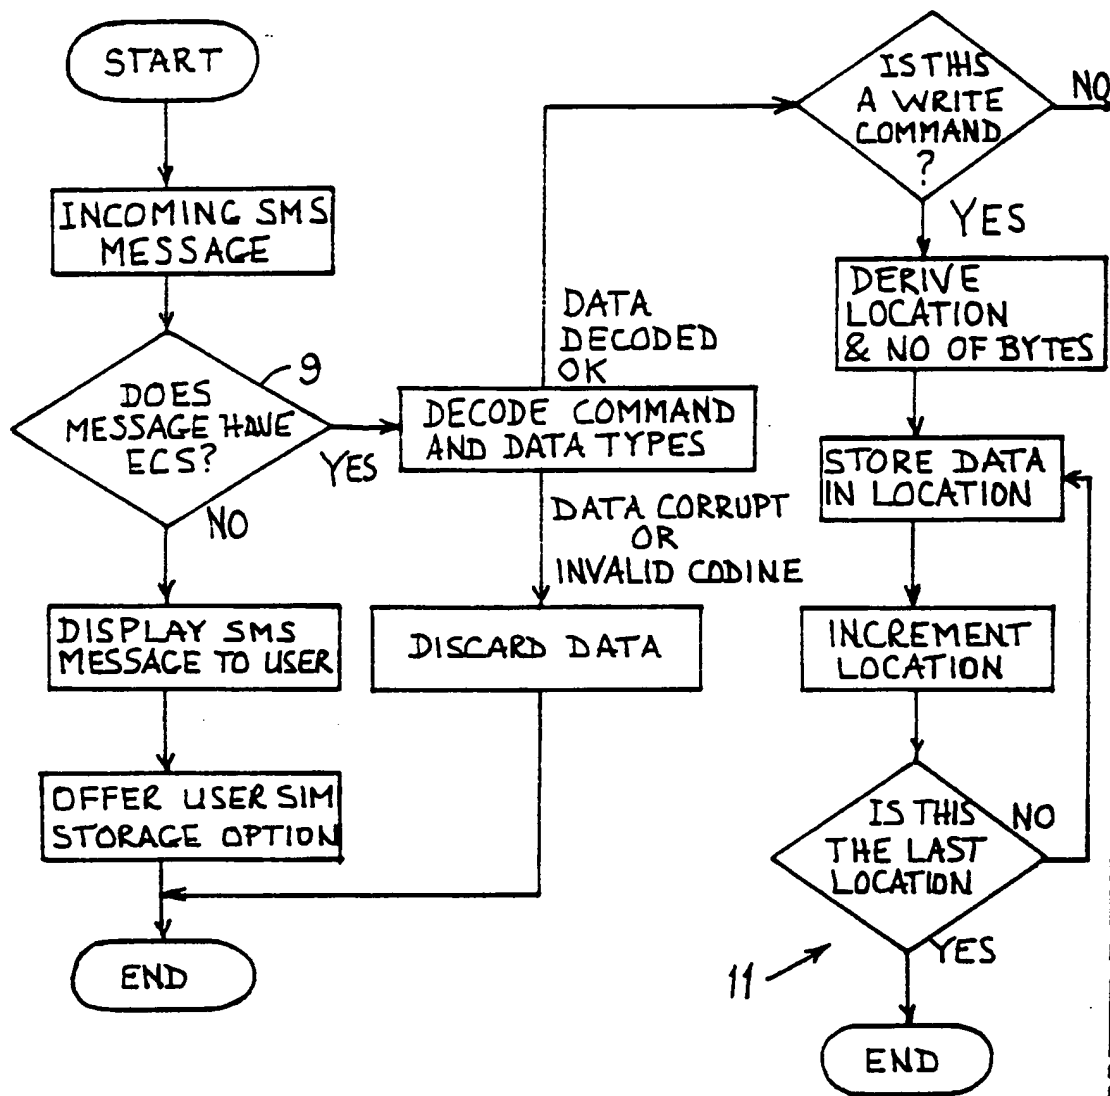 START
INCOMING SMS
MESSAGE
9
DOES
MESSAGE HAVE
ECS?
YES
NO
DISPLAY SMS
MESSAGE TO USER
OFFER USER SIM
STORAGE OPTION
END
DATA
DECODED
OK
DECODE COMMAND
AND DATA TYPES
DATA CORRUPT
OR
INVALID CODINE
DISCARD DATA
IS THIS
A WRITE
COMMAND
?
NO
YES
DERIVE
LOCATION
& NO OF BYTES
STORE DATA
IN LOCATION
INCREMENT
LOCATION
IS THIS
THE LAST
LOCATION
NO
YES
11
END